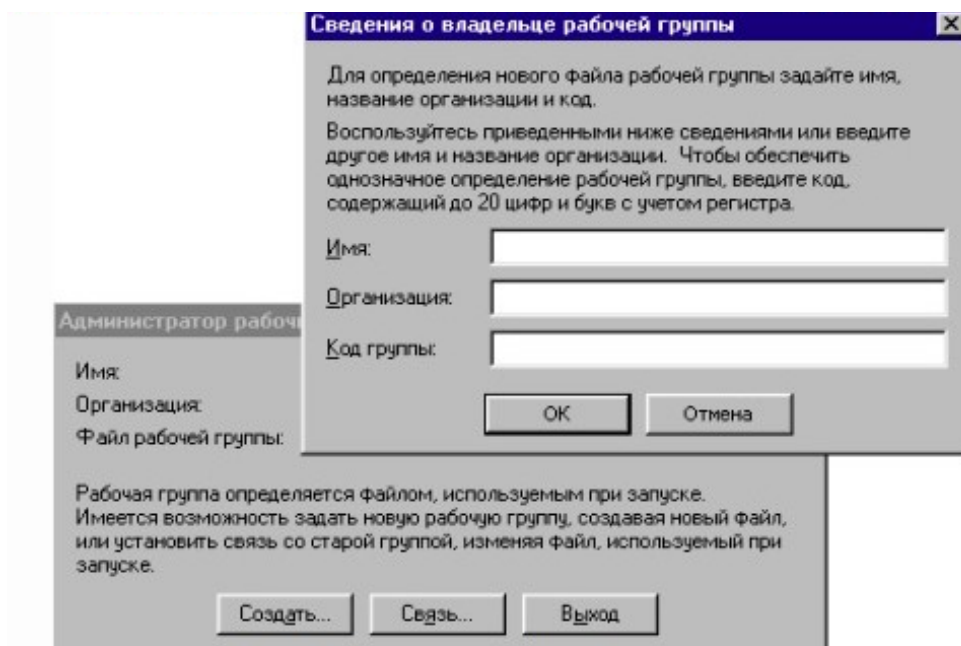 Сведения о владельце рабочей группы
Для определения нового файла рабочей группы задайте имя,
название организации и код.
Воспользуйтесь приведенными ниже сведениями или введите
другое имя и название организации. Чтобы обеспечить
однозначное определение рабочей группы, введите код,
содержащий до 20 цифр и букв с учетом регистра.
Имя:
Организация:
Код группы:
OK
Отмена
Администратор
Имя:
Организация:
Файл рабочей группы:
Рабочая группа определяется файлом, используемым при запуске.
Имеется возможность задать новую рабочую группу, создавая новый файл,
или установить связь со старой группой, изменяя файл, используемый при
запуске.
Создать...
Связь...
Выход